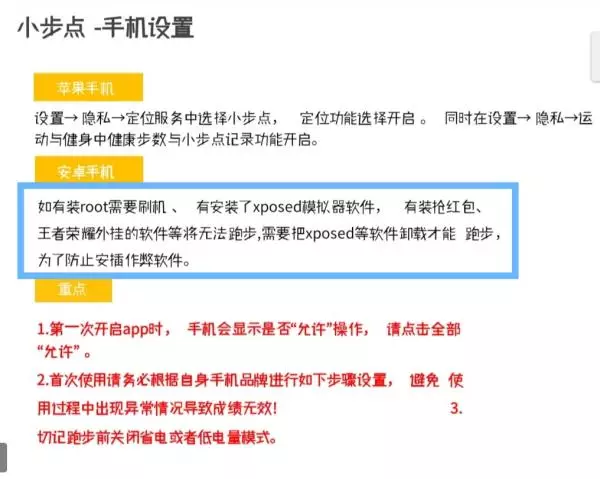 小步点 -手机设置
苹果手机
设置→ 隐私→定位服务中选择小步点， 定位功能选择开启 。 同时在设置→ 隐私→运
动与健身中健康步数与小步点记录功能开启。
安卓手机
如有装root需要刷机 、 有安装了xposed模拟器软件， 有装抢红包、
王者荣耀外挂的软件等将无法跑步,需要把xposed等软件卸载才能 跑步，
为了防止安插作弊软件。
重点
1.第一次开启app时， 手机会显示是否“允许”操作， 请点击全部
“允许” 。
2.首次使用请务必根据自身手机品牌进行如下步骤设置， 避免 使
用过程中出现异常情况导致成绩无效! 3.
切记跑步前关闭省电或者低电量模式。